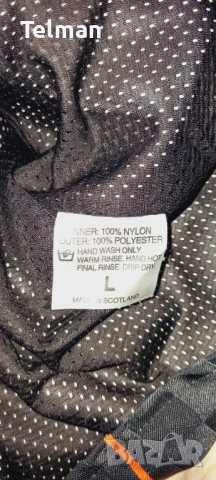 Telman
INNER: 100% NYLON
OUTER: 100% POLYESTER
HAND WASH ONLY
WARM RINSE. HAND HOT
FINAL RINSE. DRIP DRY
L
MADE IN SCOTLAND
BAZAR